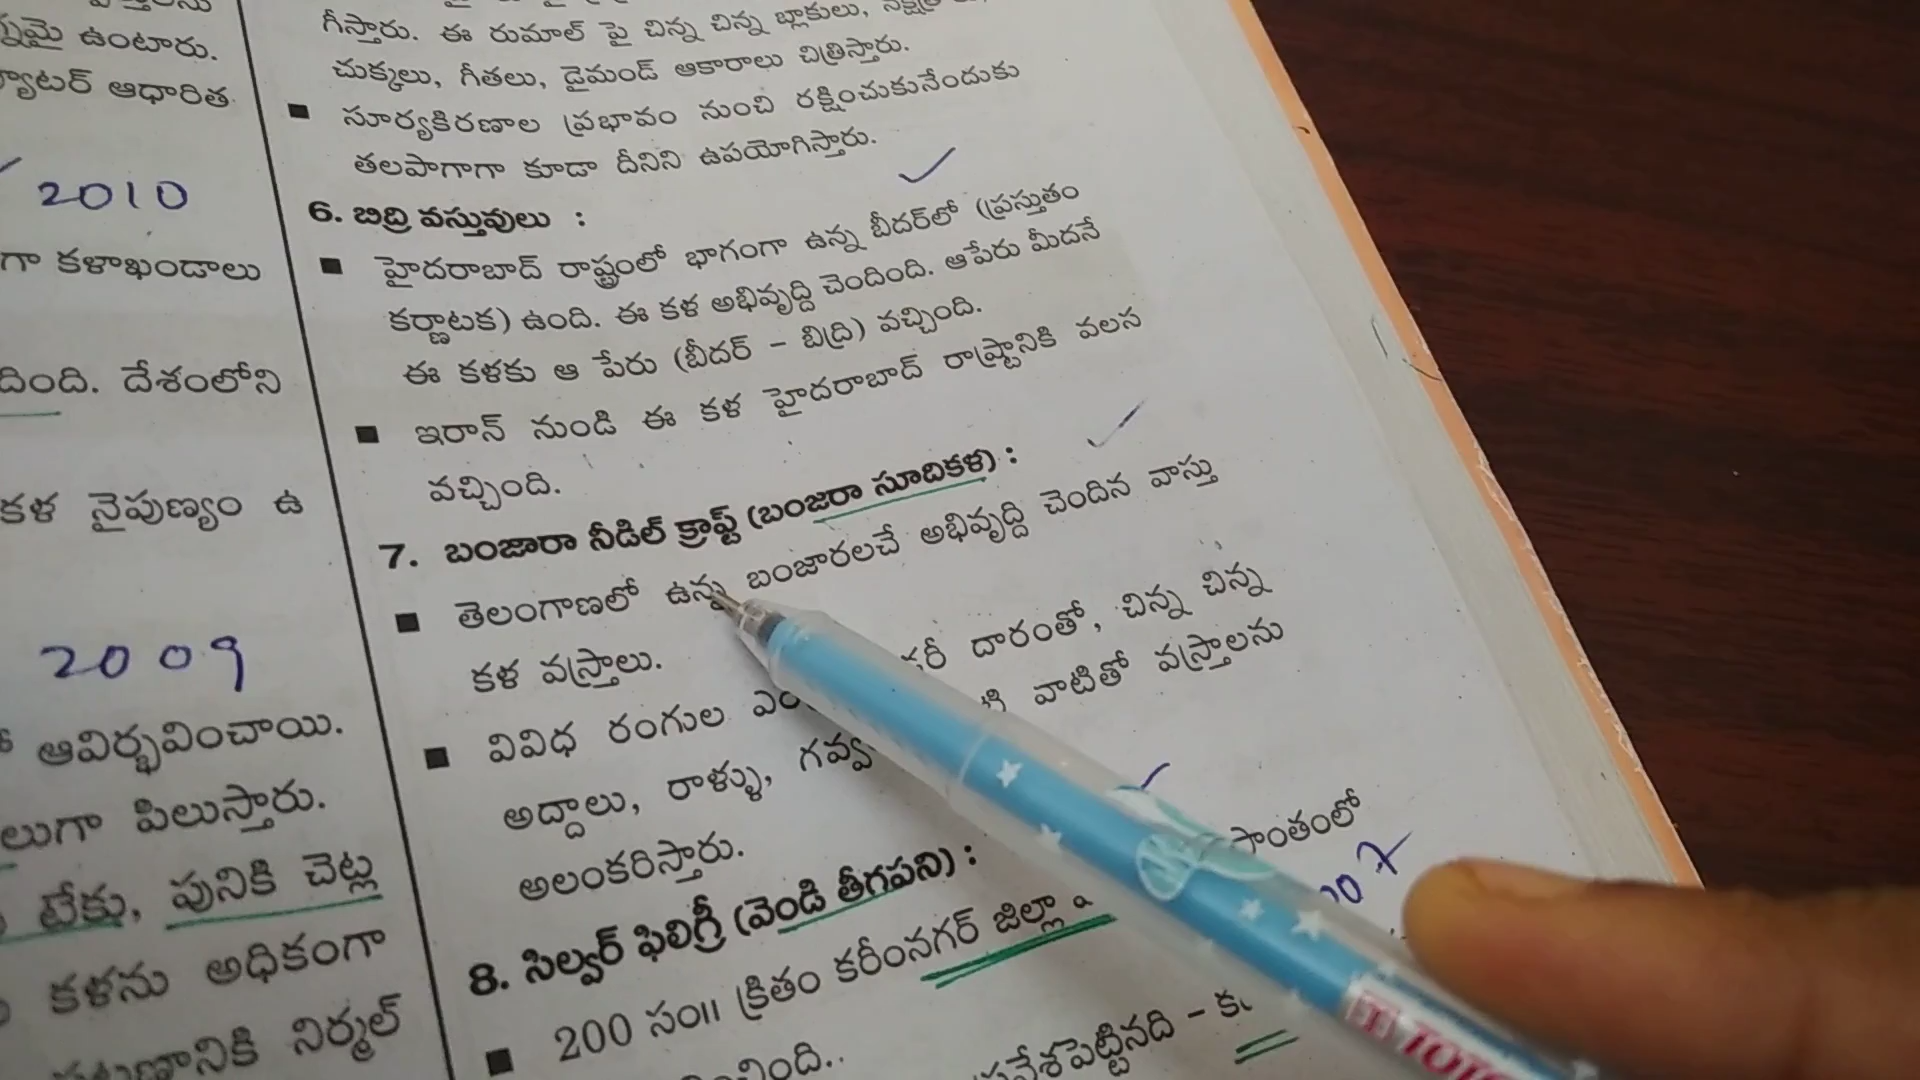 ఉంటారు.
ఆధారిత
2010
గా కళాఖండాలు
దేశంలోని
కళ నైపుణ్యం ఉ
2009
ఆవిర్భవించాయి.
పిలుస్తారు.
టేకు, పునికి చెట్ల
కళను అధికంగా
నిర్మల్
గీస్తారు. ఈ రుమాల్ పై చిన్న చిన్న బ్లాకులు,
చుక్కలు, గీతలు, డైమండ్ ఆకారాలు చిత్రిస్తారు.
■ సూర్యకిరణాల ప్రభావం నుంచి రక్షించుకునేందుకు
తలపాగాగా కూడా దీనిని ఉపయోగిస్తారు.
6. బిద్రి వస్తువులు :
■ హైదరాబాద్ రాష్ట్రంలో భాగంగా ఉన్న బీదర్‌లో (ప్రస్తుతం
కర్ణాటక) ఉంది. ఈ కళ అభివృద్ది చెందింది. ఆపేరు మీదనే
ఈ కళకు ఆ పేరు (బీదర్ - బిద్రి) వచ్చింది.
■ ఇరాన్ నుండి ఈ కళ హైదరాబాద్ రాష్ట్రానికి వలస
వచ్చింది.
7. బంజారా నీడిల్ క్రాఫ్ట్ (బంజరా సూదికళ) :
■ తెలంగాణలో ఉన్న బంజారలచే అభివృద్ది చెందిన వాస్తు
కళ వస్త్రాలు.
■ వివిధ రంగుల దారంతో, చిన్న చిన్న
అద్దాలు, రాళ్ళు, వాటితో వస్త్రాలను
అలంకరిస్తారు.
8. సిల్వర్ ఫిలిగ్రీ (వెండి తీగపని) :
■ 200 సం॥ క్రితం కరీంనగర్ జిల్లా